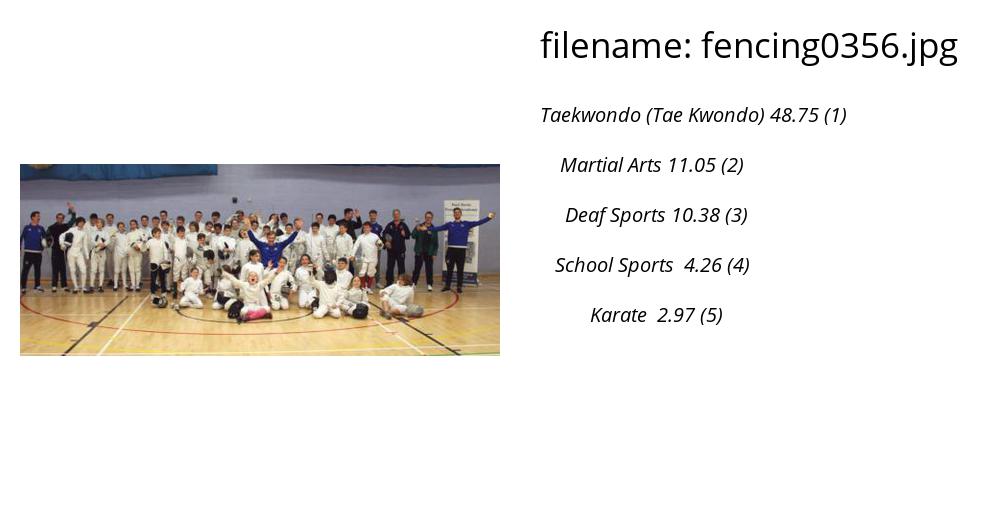 filename: fencing0356.jpg
Taekwondo (Tae Kwondo) 48.75 (1)
Martial Arts 11.05 (2)
Deaf Sports 10.38 (3)
School Sports 4.26 (4)
Karate 2.97 (5)